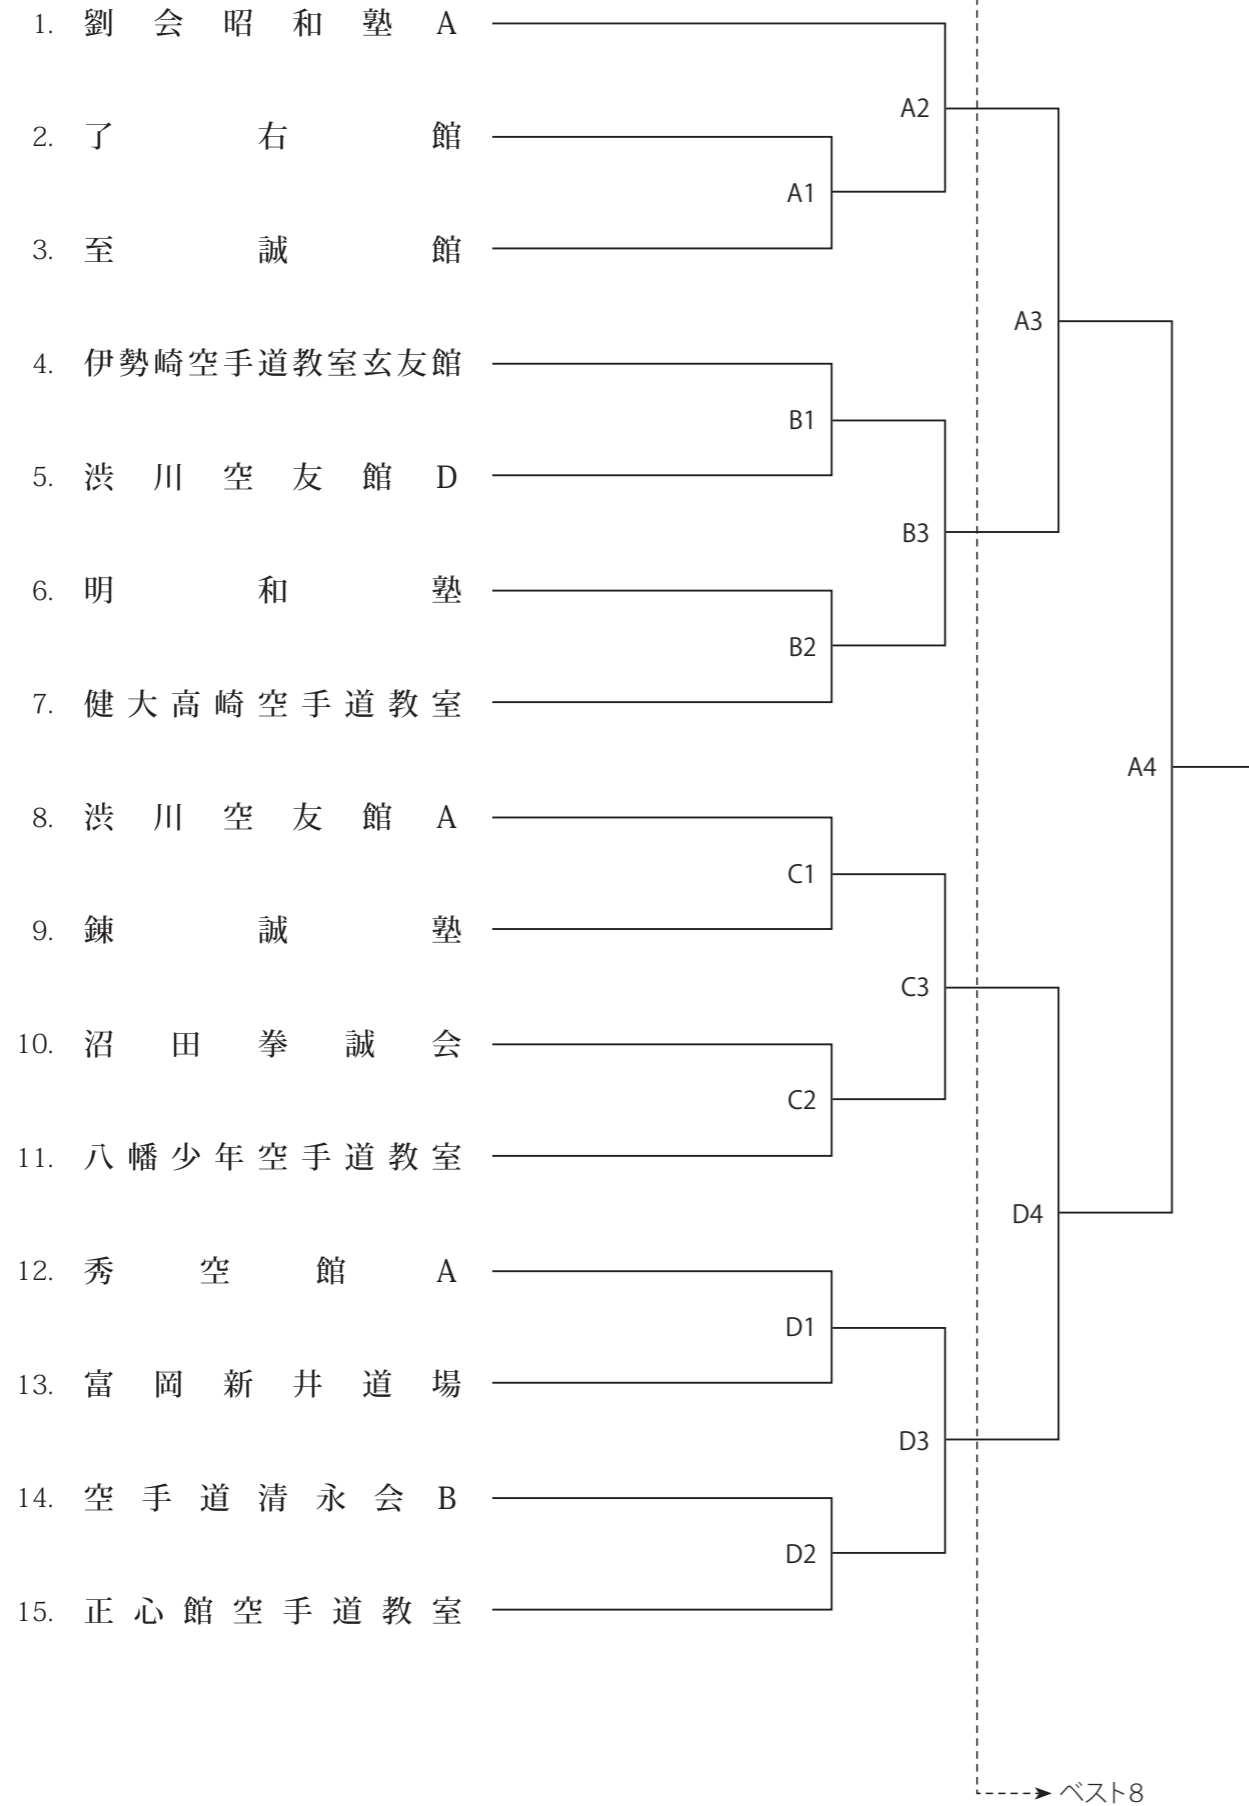 1. 劉会昭和塾A
A2
2. 了右館
A1
3. 至誠館
A3
4. 伊勢崎空手道教室玄友館
B1
5. 渋川空友館D
B3
6. 明和塾
B2
7. 健大高崎空手道教室
A4
8. 渋川空友館A
C1
9. 錬誠塾
C3
10. 沼田拳誠会
C2
11. 八幡少年空手道教室
D4
12. 秀空館A
D1
13. 富岡新井道場
D3
14. 空手道清永会B
D2
15. 正心館空手道教室
ベスト8